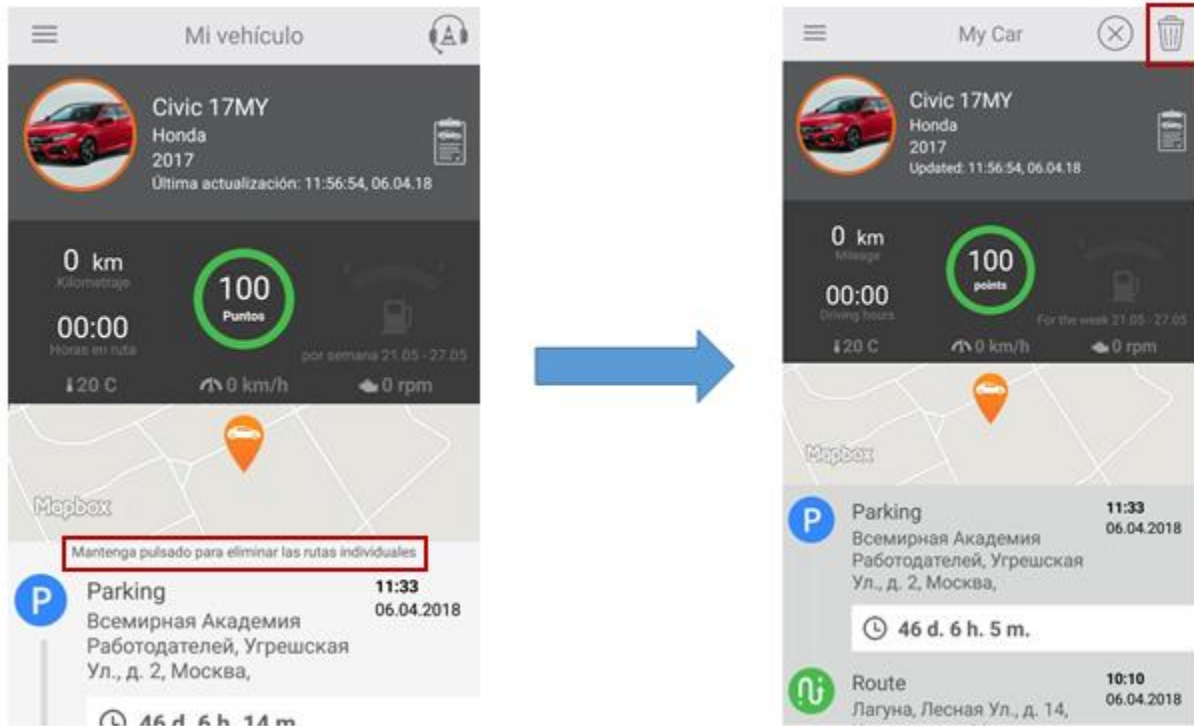 Mi vehículo
Civic 17MY
Honda
2017
Última actualización: 11:56:54, 06.04.18
0 km
Kilometraje
100
Puntos
00:00
Horas en ruta
por semana 21.05 - 27.05
20 C
0 km/h
0 rpm
Mapbox
Mantenga pulsado para eliminar las rutas individuales
P
Parking
11:33
06.04.2018
Всемирная Академия
Работодателей, Угрешская
Ул., д. 2, Москва,
46 d. 6 h. 14 m.
My Car
Civic 17MY
Honda
2017
Updated: 11:56:54, 06.04.18
0 km
Mileage
100
points
00:00
Driving hours
For the week 21.05 - 27.05
20 C
0 km/h
0 rpm
Mapbox
P
Parking
11:33
06.04.2018
Всемирная Академия
Работодателей, Угрешская
Ул., д. 2, Москва,
46 d. 6 h. 5 m.
Route
10:10
06.04.2018
Лагуна, Лесная Ул., д. 14,